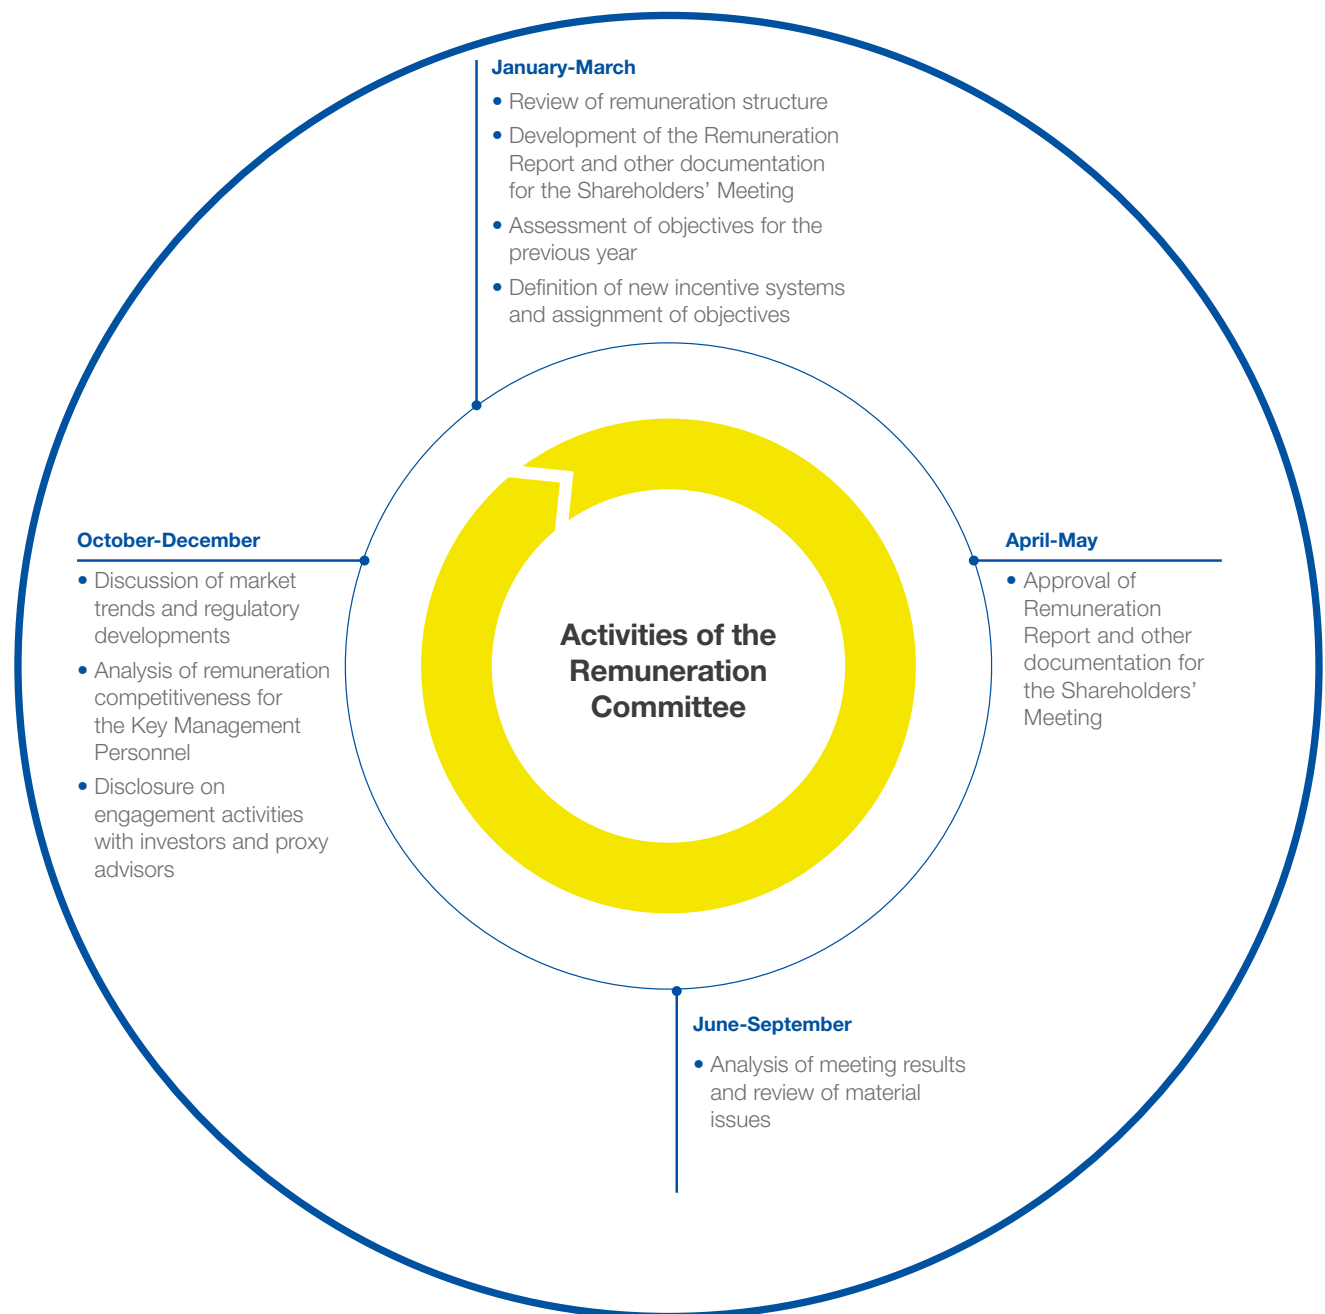 January-March
• Review of remuneration structure
• Development of the Remuneration
Report and other documentation
for the Shareholders’ Meeting
• Assessment of objectives for the
previous year
• Definition of new incentive systems
and assignment of objectives
October-December
• Discussion of market
trends and regulatory
developments
• Analysis of remuneration
competitiveness for
the Key Management
Personnel
• Disclosure on
engagement activities
with investors and proxy
advisors
Activities of the
Remuneration
Committee
April-May
• Approval of
Remuneration
Report and other
documentation for
the Shareholders’
Meeting
June-September
• Analysis of meeting results
and review of material
issues